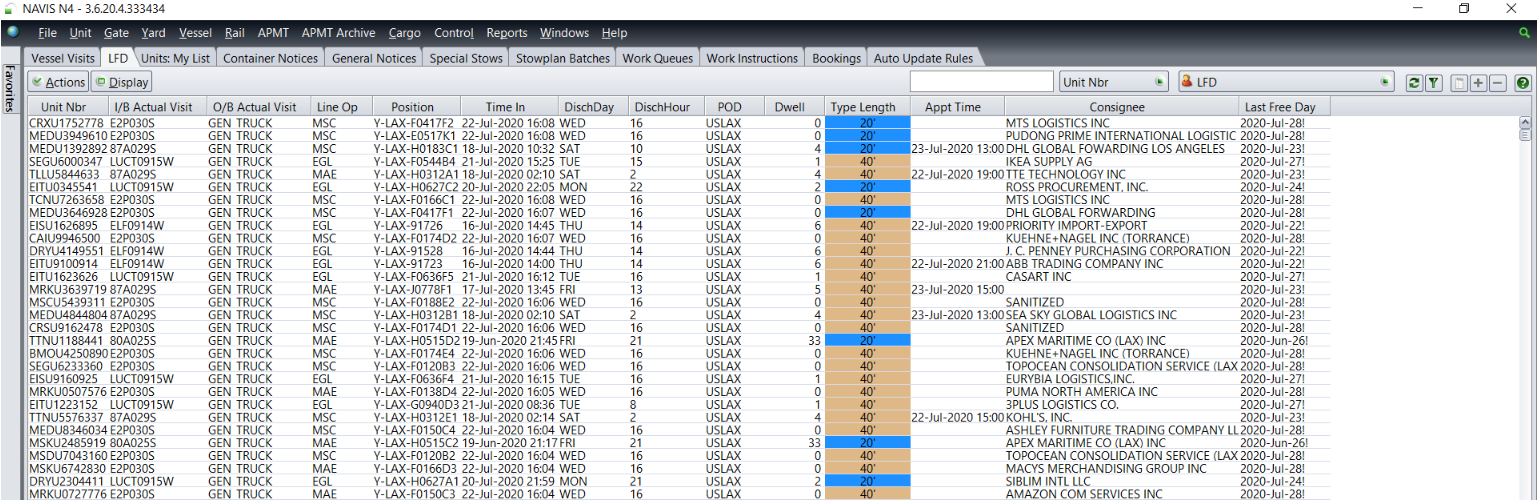 NAVIS N4 - 3.6.20.4.333434
File Unit Gate Yard Vessel Rail APMT APMT Archive Cargo Control Reports Windows Help
Favorites
Vessel Visits LFD Units: My List Container Notices General Notices Special Stows Stowplan Batches Work Queues Work Instructions Bookings Auto Update Rules
Actions Display Unit Nbr LFD
Unit Nbr I/B Actual Visit O/B Actual Visit Line Op Position Time In DischDay DischHour POD Dwell Type Length Appt Time Consignee Last Free Day
CRXU1752778 E2P030S GEN TRUCK MSC Y-LAX-F0417F2 22-Jul-2020 16:08 WED 16 USLAX 0 20' MTS LOGISTICS INC 2020-Jul-28!
MEDU3949610 E2P030S GEN TRUCK MSC Y-LAX-E0517K1 22-Jul-2020 16:08 WED 16 USLAX 0 20' PUDONG PRIME INTERNATIONAL LOGISTIC 2020-Jul-28!
MEDU1392892 87A029S GEN TRUCK MSC Y-LAX-H0183C1 18-Jul-2020 10:32 SAT 10 USLAX 4 20' 23-Jul-2020 13:00 DHL GLOBAL FOWARDING LOS ANGELES 2020-Jul-23!
SEGU6000347 LUCT0915W GEN TRUCK EGL Y-LAX-F0544B4 21-Jul-2020 15:25 TUE 15 USLAX 1 40' IKEA SUPPLY AG 2020-Jul-27!
TLLU5844633 87A029S GEN TRUCK MAE Y-LAX-H0312A1 18-Jul-2020 02:10 SAT 2 USLAX 4 40' 22-Jul-2020 19:00 TTE TECHNOLOGY INC 2020-Jul-23!
EITU0345541 LUCT0915W GEN TRUCK EGL Y-LAX-H0627C2 20-Jul-2020 22:05 MON 22 USLAX 2 20' ROSS PROCUREMENT, INC. 2020-Jul-24!
TCNU7263658 E2P030S GEN TRUCK MSC Y-LAX-F0166C1 22-Jul-2020 16:08 WED 16 USLAX 0 40' MTS LOGISTICS INC 2020-Jul-28!
MEDU3646928 E2P030S GEN TRUCK MSC Y-LAX-F0417F1 22-Jul-2020 16:07 WED 16 USLAX 0 20' DHL GLOBAL FORWARDING 2020-Jul-28!
EISU1626895 ELF0914W GEN TRUCK EGL Y-LAX-91726 16-Jul-2020 14:45 THU 14 USLAX 6 40' 22-Jul-2020 19:00 PRIORITY IMPORT-EXPORT 2020-Jul-22!
CAIU9946500 E2P030S GEN TRUCK MSC Y-LAX-F0174D2 22-Jul-2020 16:07 WED 16 USLAX 0 40' KUEHNE+NAGEL INC (TORRANCE) 2020-Jul-28!
DRYU4149551 ELF0914W GEN TRUCK EGL Y-LAX-91528 16-Jul-2020 14:44 THU 14 USLAX 6 40' J. C. PENNEY PURCHASING CORPORATION 2020-Jul-22!
EITU9100914 ELF0914W GEN TRUCK EGL Y-LAX-91723 16-Jul-2020 14:00 THU 14 USLAX 6 40' 22-Jul-2020 21:00 ABB TRADING COMPANY INC 2020-Jul-22!
EITU1623626 LUCT0915W GEN TRUCK EGL Y-LAX-F0636F5 21-Jul-2020 16:12 TUE 16 USLAX 1 40' CASART INC 2020-Jul-27!
MRKU3639719 87A029S GEN TRUCK MAE Y-LAX-J0778F1 17-Jul-2020 13:45 FRI 13 USLAX 5 40' 23-Jul-2020 15:00 2020-Jul-23!
MSCU5439311 E2P030S GEN TRUCK MSC Y-LAX-F0188E2 22-Jul-2020 16:06 WED 16 USLAX 0 40' SANITIZED 2020-Jul-28!
MEDU4844804 87A029S GEN TRUCK MSC Y-LAX-H0312B1 18-Jul-2020 02:10 SAT 2 USLAX 4 40' 23-Jul-2020 13:00 SEA SKY GLOBAL LOGISTICS INC 2020-Jul-23!
CRSU9162478 E2P030S GEN TRUCK MSC Y-LAX-F0174D1 22-Jul-2020 16:06 WED 16 USLAX 0 40' SANITIZED 2020-Jul-28!
TTNU1188441 80A025S GEN TRUCK MAE Y-LAX-H0515D2 19-Jun-2020 21:45 FRI 21 USLAX 33 20' APEX MARITIME CO (LAX) INC 2020-Jun-26!
BMOU4250890 E2P030S GEN TRUCK MSC Y-LAX-F0174E4 22-Jul-2020 16:06 WED 16 USLAX 0 40' KUEHNE+NAGEL INC (TORRANCE) 2020-Jul-28!
SEGU6233360 E2P030S GEN TRUCK MSC Y-LAX-F0120B3 22-Jul-2020 16:06 WED 16 USLAX 0 40' TOPOCEAN CONSOLIDATION SERVICE (LAX 2020-Jul-28!
EISU9160925 LUCT0915W GEN TRUCK EGL Y-LAX-F0636F4 21-Jul-2020 16:15 TUE 16 USLAX 1 40' EURYBIA LOGISTICS,INC. 2020-Jul-27!
MRKU0507576 E2P030S GEN TRUCK MAE Y-LAX-F0138D4 22-Jul-2020 16:05 WED 16 USLAX 0 40' PUMA NORTH AMERICA INC 2020-Jul-28!
EITU1223152 LUCT0915W GEN TRUCK EGL Y-LAX-G0940D3 21-Jul-2020 08:36 TUE 8 USLAX 1 40' 3PLUS LOGISTICS CO. 2020-Jul-27!
TTNU5576337 87A029S GEN TRUCK MSC Y-LAX-H0312E1 18-Jul-2020 02:14 SAT 2 USLAX 4 40' 22-Jul-2020 15:00 KOHL'S, INC. 2020-Jul-23!
MEDU8346034 E2P030S GEN TRUCK MSC Y-LAX-F0150C4 22-Jul-2020 16:04 WED 16 USLAX 0 40' ASHLEY FURNITURE TRADING COMPANY LL 2020-Jul-28!
MSKU2485919 80A025S GEN TRUCK MAE Y-LAX-H0515C2 19-Jun-2020 21:17 FRI 21 USLAX 33 20' APEX MARITIME CO (LAX) INC 2020-Jun-26!
MSDU7043160 E2P030S GEN TRUCK MSC Y-LAX-F0120B2 22-Jul-2020 16:04 WED 16 USLAX 0 40' TOPOCEAN CONSOLIDATION SERVICE (LAX 2020-Jul-28!
MSKU6742830 E2P030S GEN TRUCK MAE Y-LAX-F0166D3 22-Jul-2020 16:04 WED 16 USLAX 0 40' MACYS MERCHANDISING GROUP INC 2020-Jul-28!
DRYU2304411 LUCT0915W GEN TRUCK EGL Y-LAX-H0627A1 20-Jul-2020 21:59 MON 21 USLAX 2 20' SIBLIM INTL LLC 2020-Jul-24!
MRKU0727776 E2P030S GEN TRUCK MAE Y-LAX-F0150C3 22-Jul-2020 16:04 WED 16 USLAX 0 40' AMAZON COM SERVICES INC 2020-Jul-28!